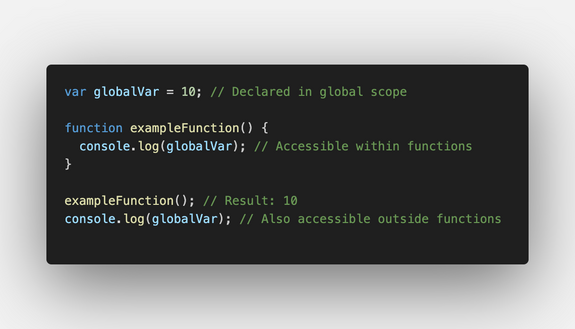 var globalVar = 10; // Declared in global scope
function exampleFunction() {
console.log(globalVar); // Accessible within functions
}
exampleFunction(); // Result: 10
console.log(globalVar); // Also accessible outside functions